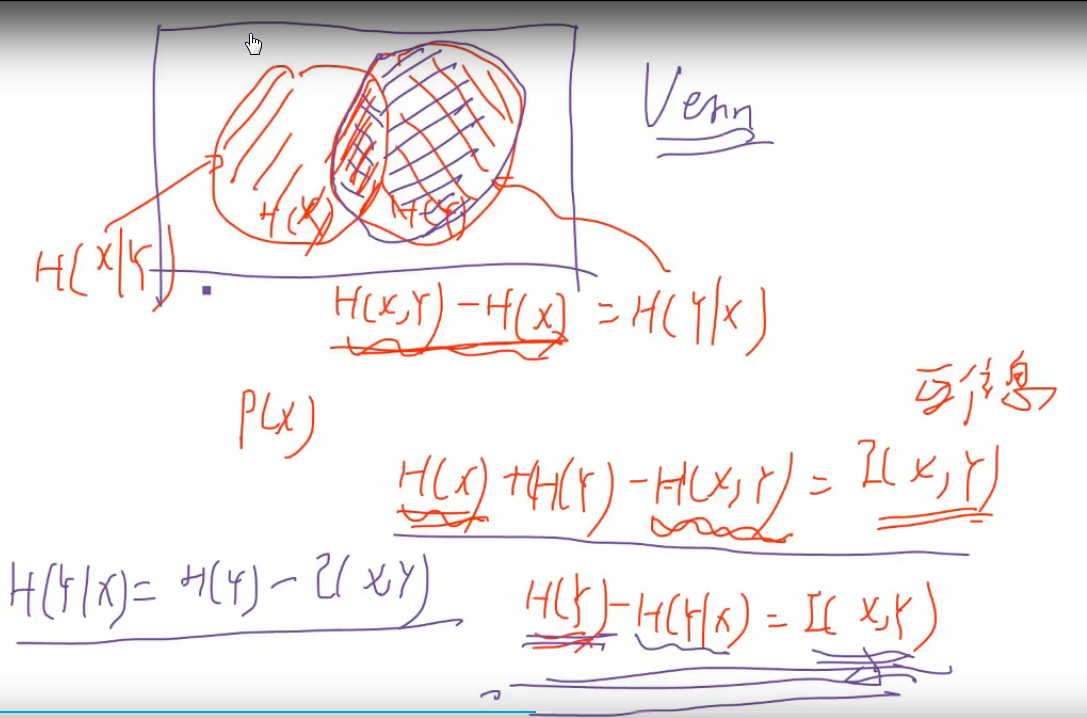 Venn
H(X) H(Y)
H(X|Y)
H(X,Y) - H(X) = H(Y|X)
互信息
P(X)
H(X) + H(Y) - H(X,Y) = I(X,Y)
H(Y|X) = H(Y) - I(X,Y)
H(Y) - H(Y|X) = I(X,Y)